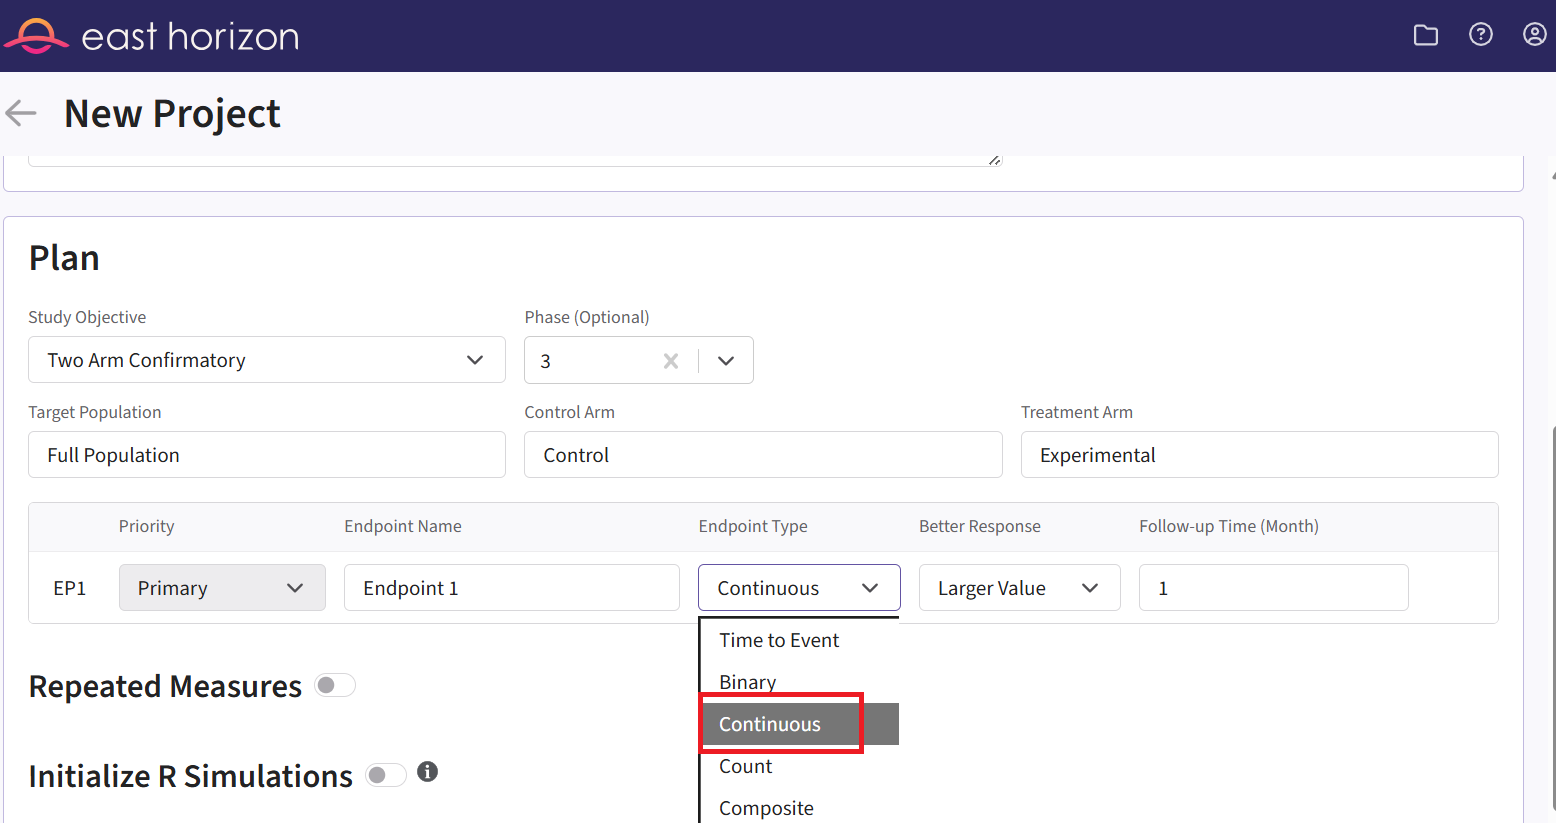 east horizon
New Project
Plan
Study Objective
Phase (Optional)
Two Arm Confirmatory
3
Target Population
Control Arm
Treatment Arm
Full Population
Control
Experimental
Priority
Endpoint Name
Endpoint Type
Better Response
Follow-up Time (Month)
EP1
Primary
Endpoint 1
Continuous
Larger Value
1
Time to Event
Binary
Continuous
Count
Composite
Repeated Measures
Initialize R Simulations